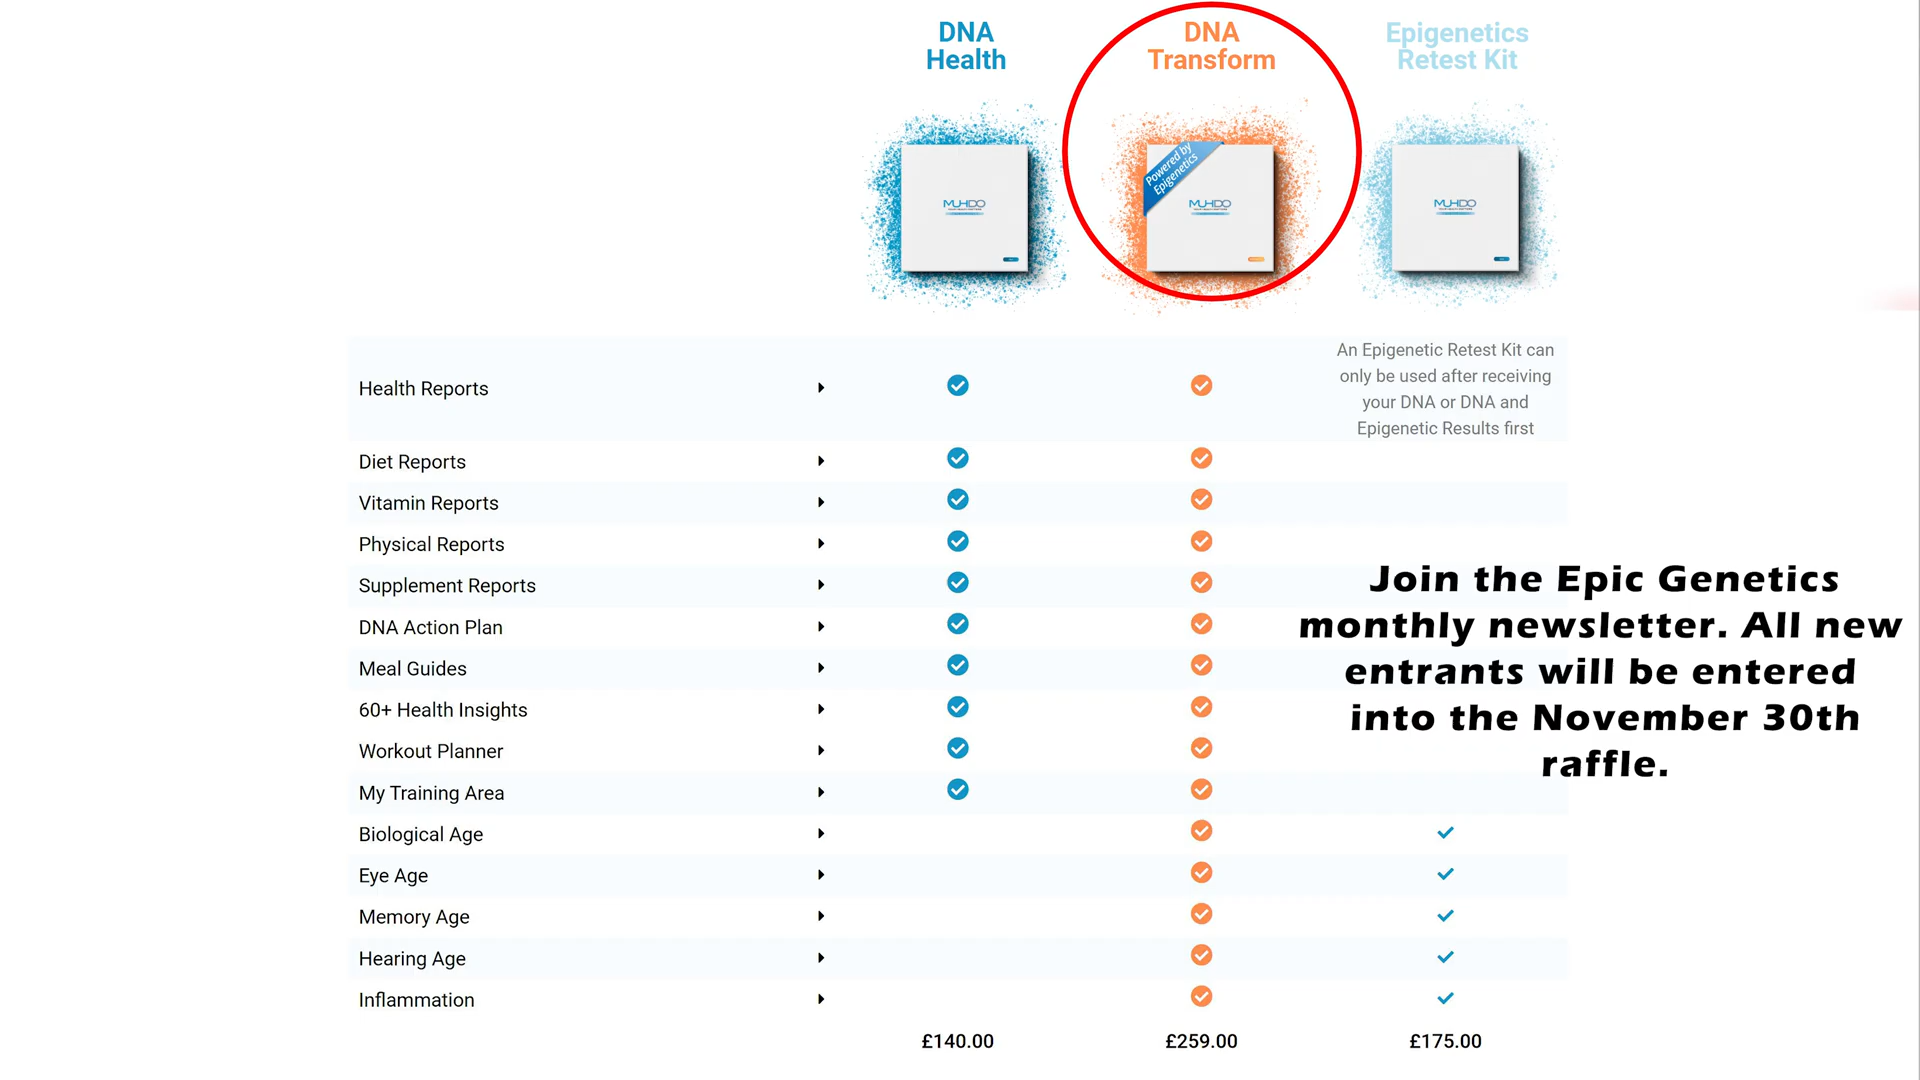 DNA
Health
DNA
Transform
Epigenetics
Retest Kit
MUHDO
Powered by
Epigenetics
MUHDO
MUHDO
Health Reports
An Epigenetic Retest Kit can
only be used after receiving
your DNA or DNA and
Epigenetic Results first
Diet Reports
Vitamin Reports
Physical Reports
Supplement Reports
DNA Action Plan
Meal Guides
60+ Health Insights
Workout Planner
My Training Area
Biological Age
Eye Age
Memory Age
Hearing Age
Inflammation
£140.00
£259.00
£175.00
Join the Epic Genetics
monthly newsletter. All new
entrants will be entered
into the November 30th
raffle.